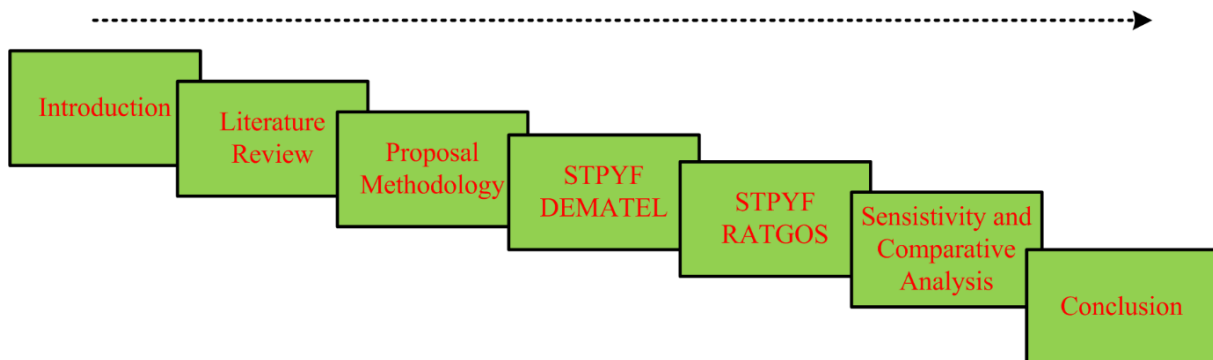 Introduction
Literature
Review
Proposal
Methodology
STPYF
DEMATEL
STPYF
RATGOS
Sensistivity and
Comparative
Analysis
Conclusion